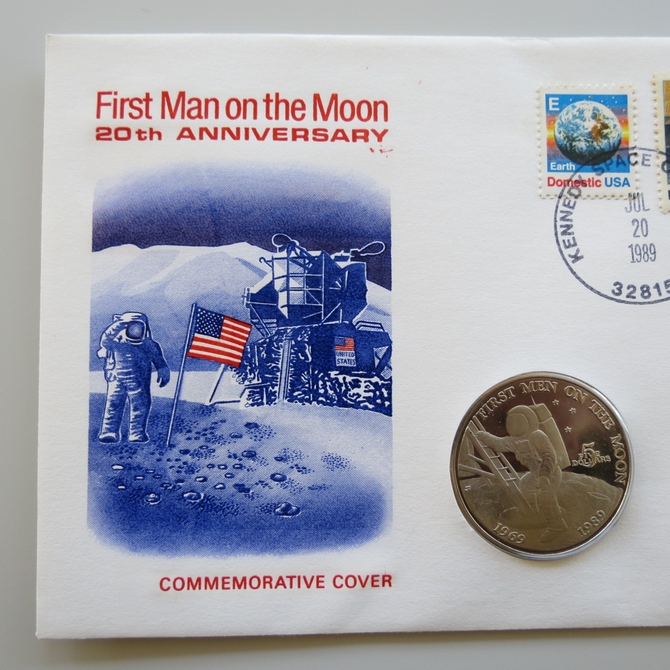 First Man on the Moon
20th ANNIVERSARY
E
Earth
Domestic USA
KENNEDY SPACE
JUL
20
1989
32815
UNITED
STATES
FIRST MEN ON THE MOON
5
DOLLARS
1969 1989
COMMEMORATIVE COVER